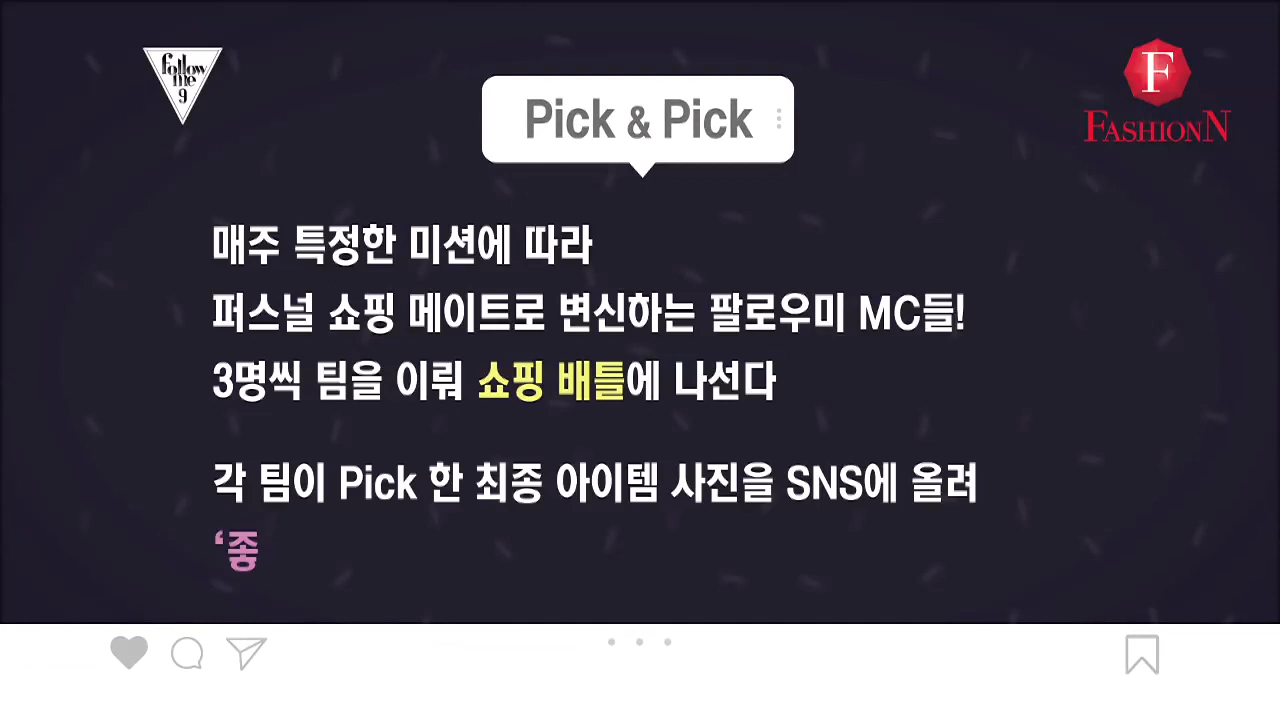 follow
me
9
F
FASHIONN
Pick & Pick
매주 특정한 미션에 따라
퍼스널 쇼핑 메이트로 변신하는 팔로우미 MC들!
3명씩 팀을 이뤄 쇼핑 배틀에 나선다
각 팀이 Pick 한 최종 아이템 사진을 SNS에 올려
‘좋